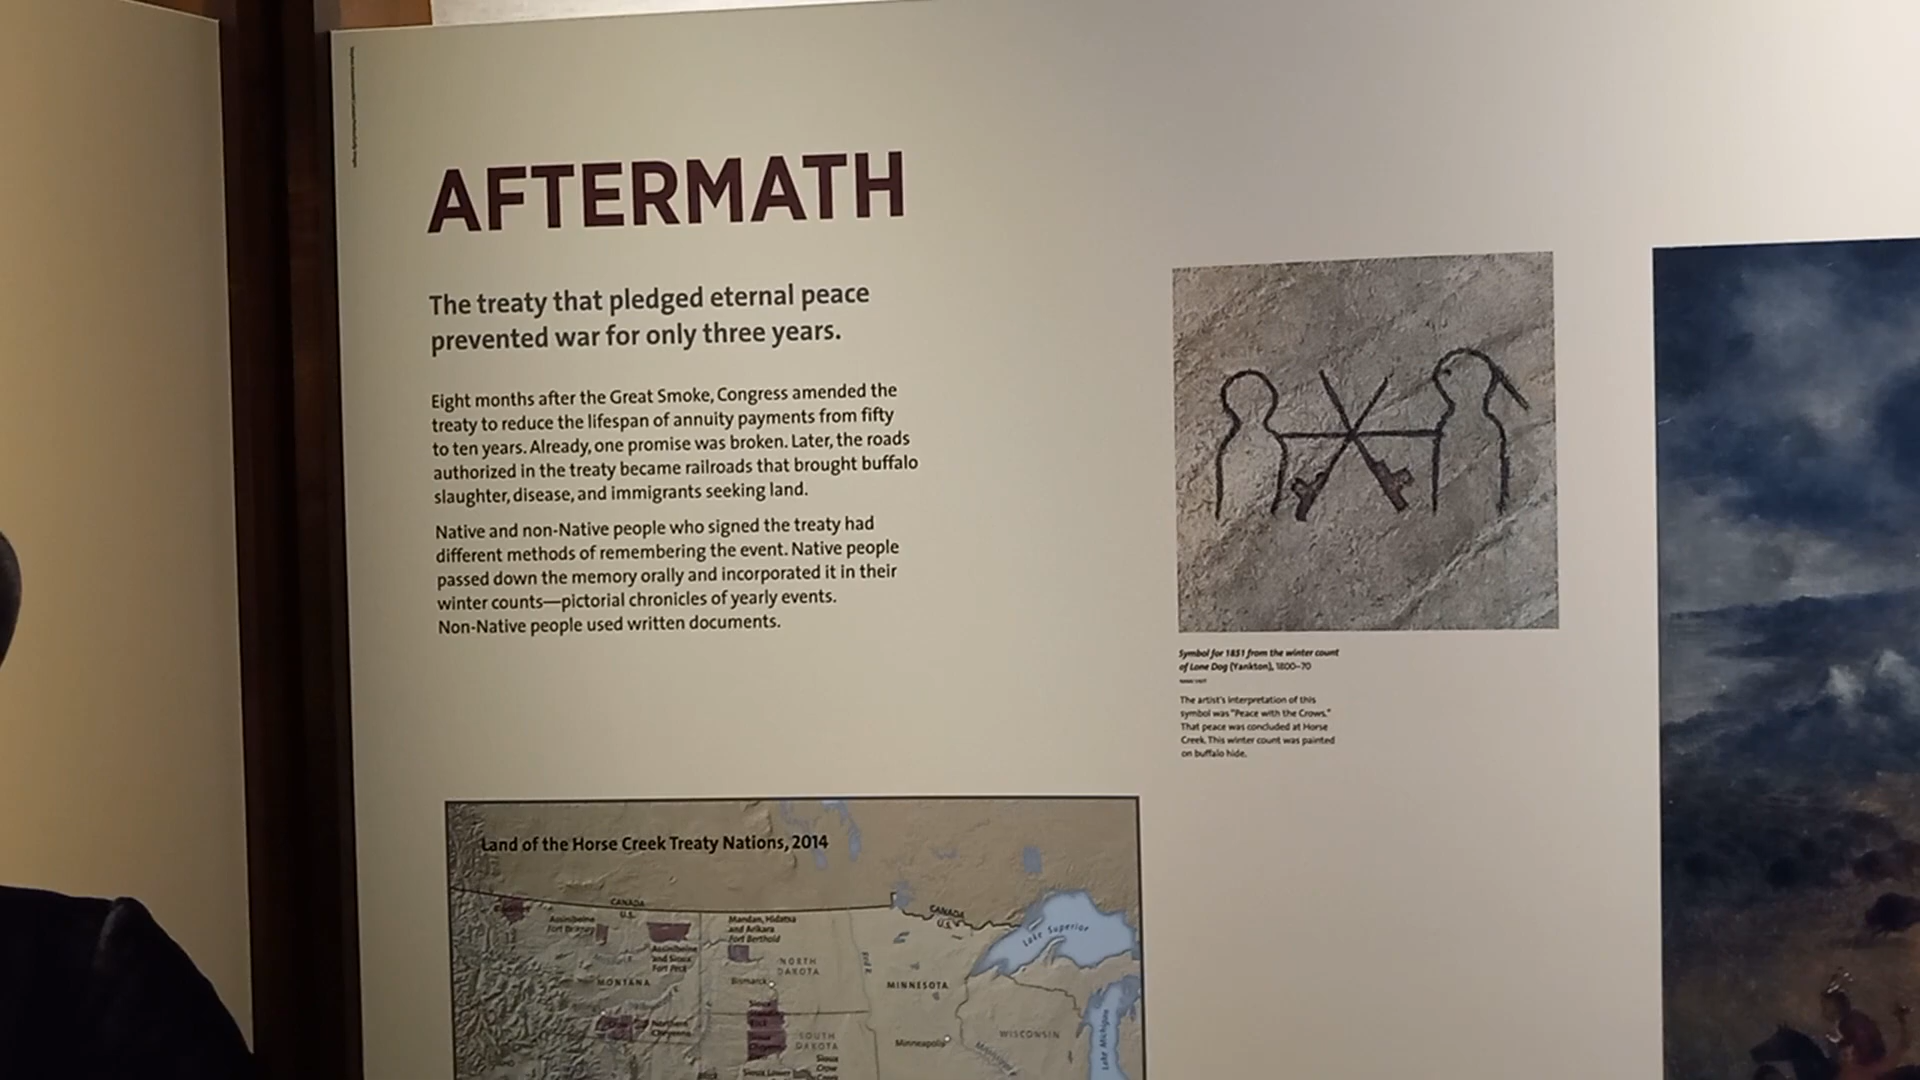 AFTERMATH
The treaty that pledged eternal peace
prevented war for only three years.
Eight months after the Great Smoke, Congress amended the
treaty to reduce the lifespan of annuity payments from fifty
to ten years. Already, one promise was broken. Later, the roads
authorized in the treaty became railroads that brought buffalo
slaughter, disease, and immigrants seeking land.
Native and non-Native people who signed the treaty had
different methods of remembering the event. Native people
passed down the memory orally and incorporated it in their
winter counts—pictorial chronicles of yearly events.
Non-Native people used written documents.
Symbol for 1851 from the winter count
of Lone Dog (Yankton), 1800–70
The artist's interpretation of this
symbol was "Peace with the Crows."
That peace was concluded at Horse
Creek. This winter count was painted
on buffalo hide.
Land of the Horse Creek Treaty Nations, 2014
CANADA
U.S.
CANADA
U.S.
Lake Superior
Assiniboine
Mandan, Hidatsa
and Arikara
Fort Berthold
Assiniboine
and Sioux
Fort Peck
NORTH
DAKOTA
Red R.
MONTANA
Bismarck
MINNESOTA
Northern
Cheyenne
Sioux
SOUTH
DAKOTA
Minneapolis
WISCONSIN
Lake Michigan
Sioux
Sioux Lower
Crow